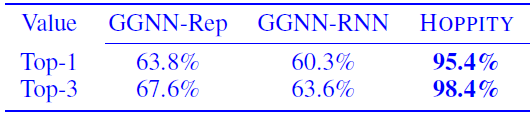 Value GGNN-Rep GGNN-RNN HOPPITY
Top-1 63.8% 60.3% 95.4%
Top-3 67.6% 63.6% 98.4%